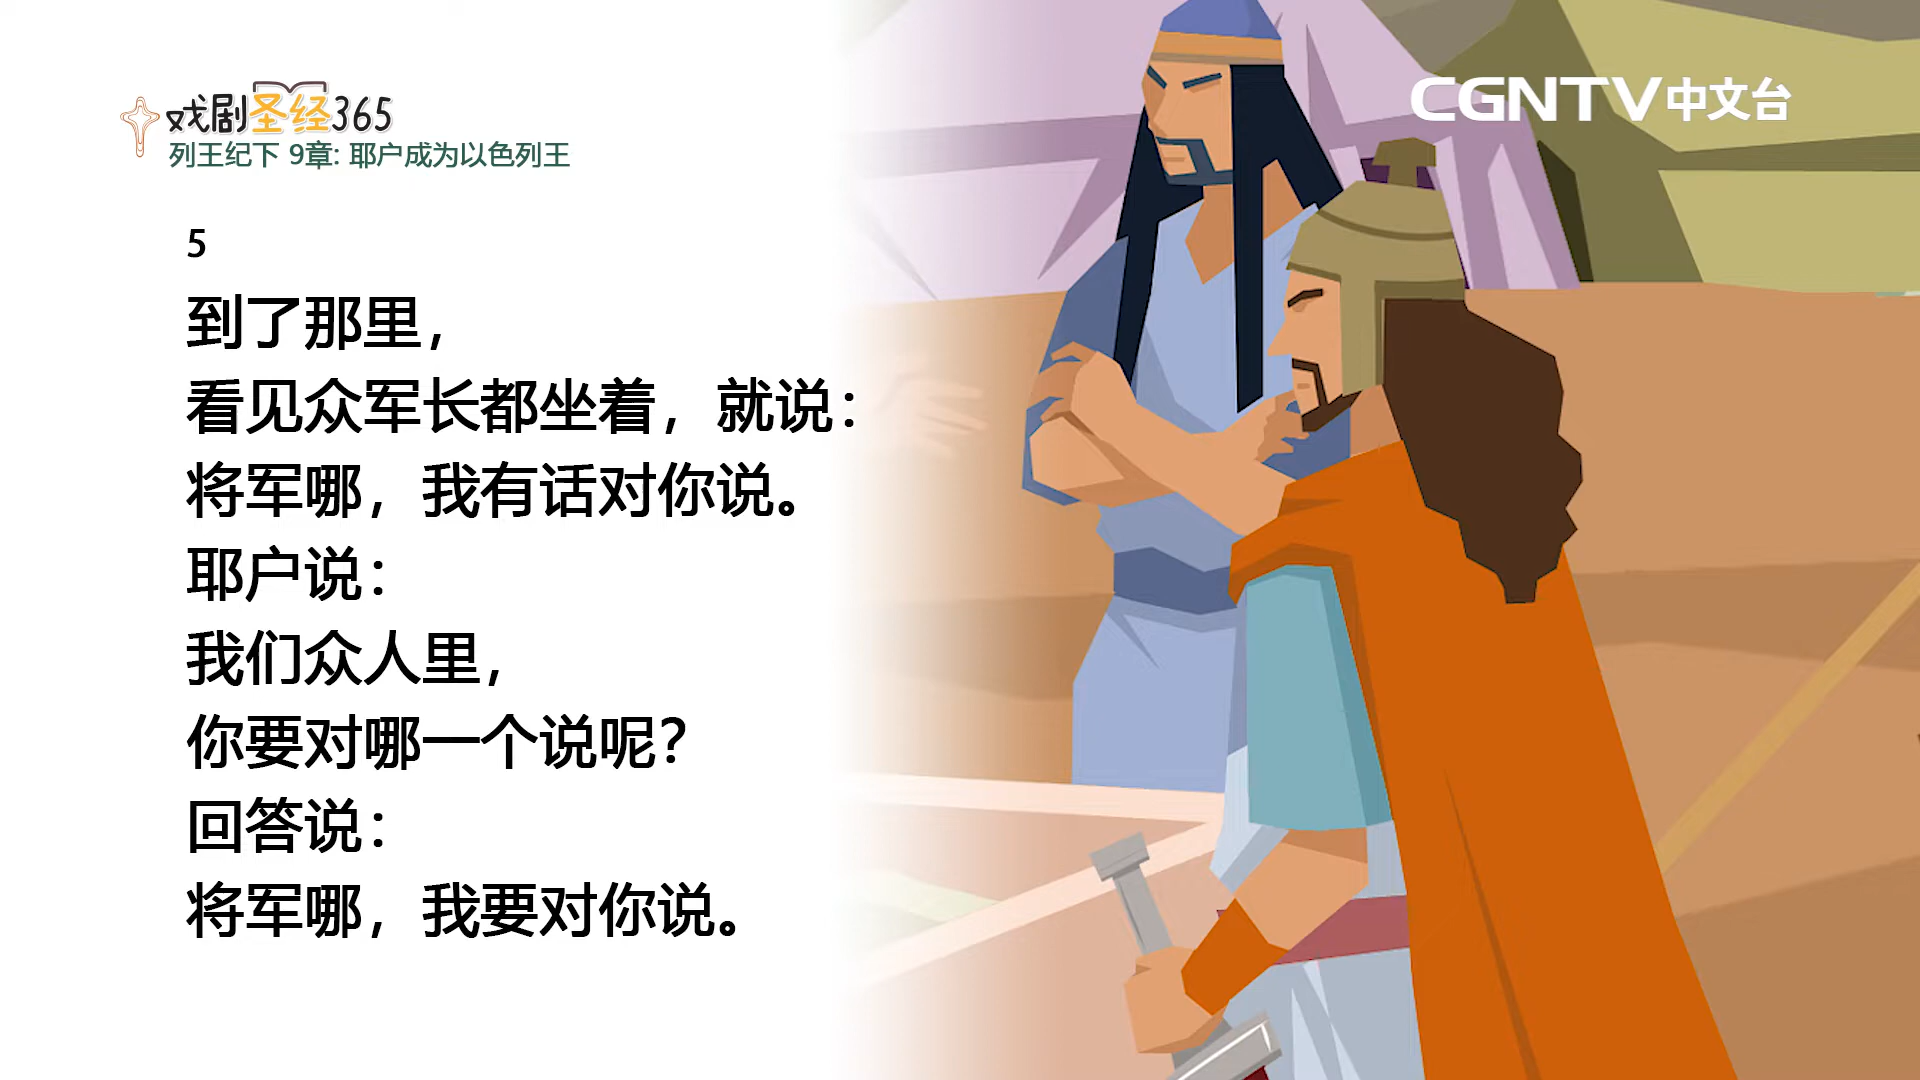 戏剧圣经365
CGNTV中文台
列王纪下 9章: 耶户成为以色列王
5
到了那里，
看见众军长都坐着，就说：
将军哪，我有话对你说。
耶户说：
我们众人里，
你要对哪一个说呢？
回答说：
将军哪，我要对你说。